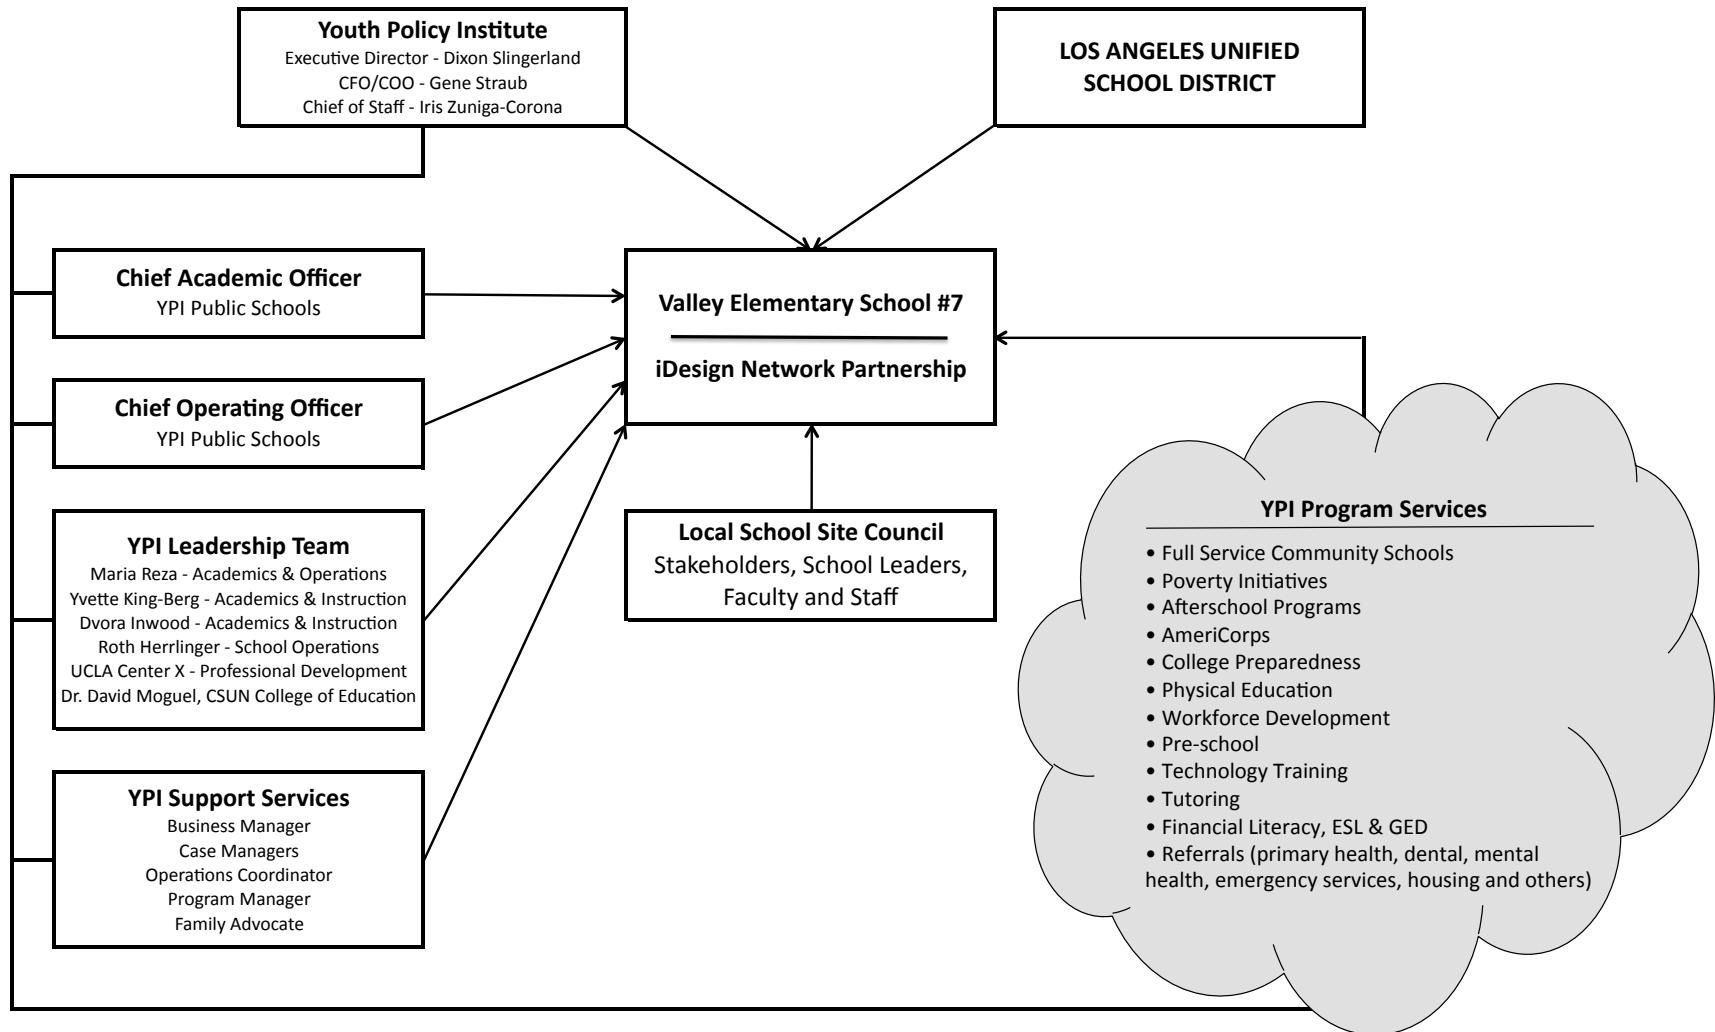 Youth Policy Institute
Executive Director - Dixon Slingerland
CFO/COO - Gene Straub
Chief of Staff - Iris Zuniga-Corona
LOS ANGELES UNIFIED
SCHOOL DISTRICT
Chief Academic Officer
YPI Public Schools
Chief Operating Officer
YPI Public Schools
YPI Leadership Team
Maria Reza - Academics & Operations
Yvette King-Berg - Academics & Instruction
Dvora Inwood - Academics & Instruction
Roth Herrlinger - School Operations
UCLA Center X - Professional Development
Dr. David Moguel, CSUN College of Education
YPI Support Services
Business Manager
Case Managers
Operations Coordinator
Program Manager
Family Advocate
Valley Elementary School #7
iDesign Network Partnership
Local School Site Council
Stakeholders, School Leaders,
Faculty and Staff
YPI Program Services
• Full Service Community Schools
• Poverty Initiatives
• Afterschool Programs
• AmeriCorps
• College Preparedness
• Physical Education
• Workforce Development
• Pre-school
• Technology Training
• Tutoring
• Financial Literacy, ESL & GED
• Referrals (primary health, dental, mental
health, emergency services, housing and others)